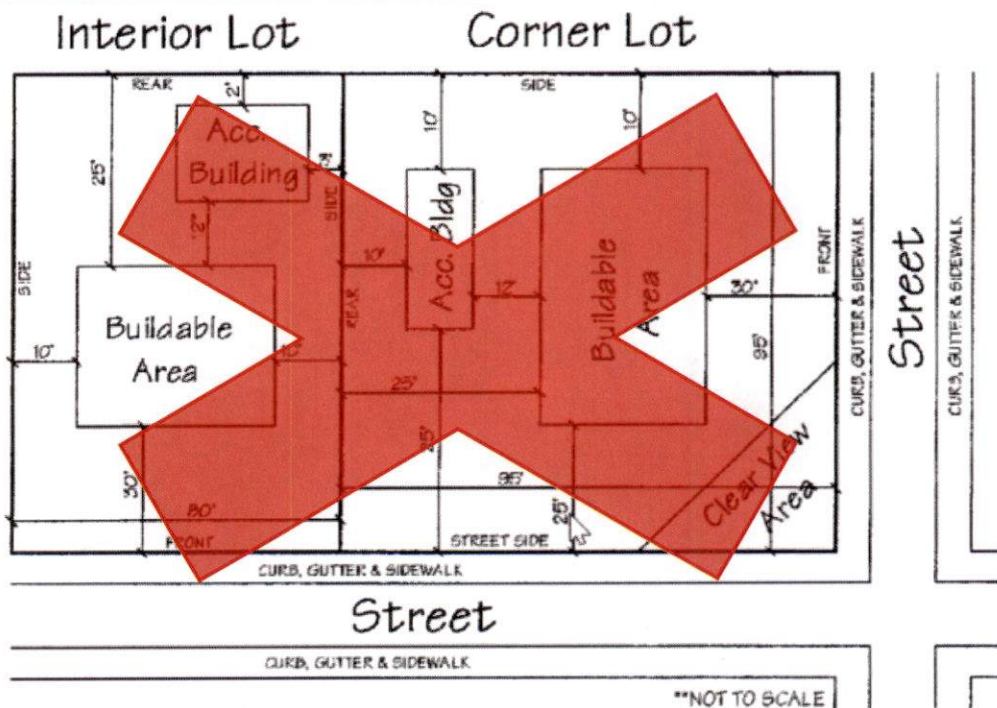 Interior Lot
Corner Lot
REAR
2'
SIDE
10'
10'
25'
Acc.
Building
SIDE
12"
SIDE
10'
REAR
Acc. Bldg
12'
Buildable
Area
30'
FRONT
95'
CURB, GUTTER & SIDEWALK
Street
CURB, GUTTER & SIDEWALK
Buildable
Area
10'
10'
25'
25'
30'
80'
FRONT
95'
25'
STREET SIDE
Clear View
Area
CURB, GUTTER & SIDEWALK
Street
CURB, GUTTER & SIDEWALK
**NOT TO SCALE